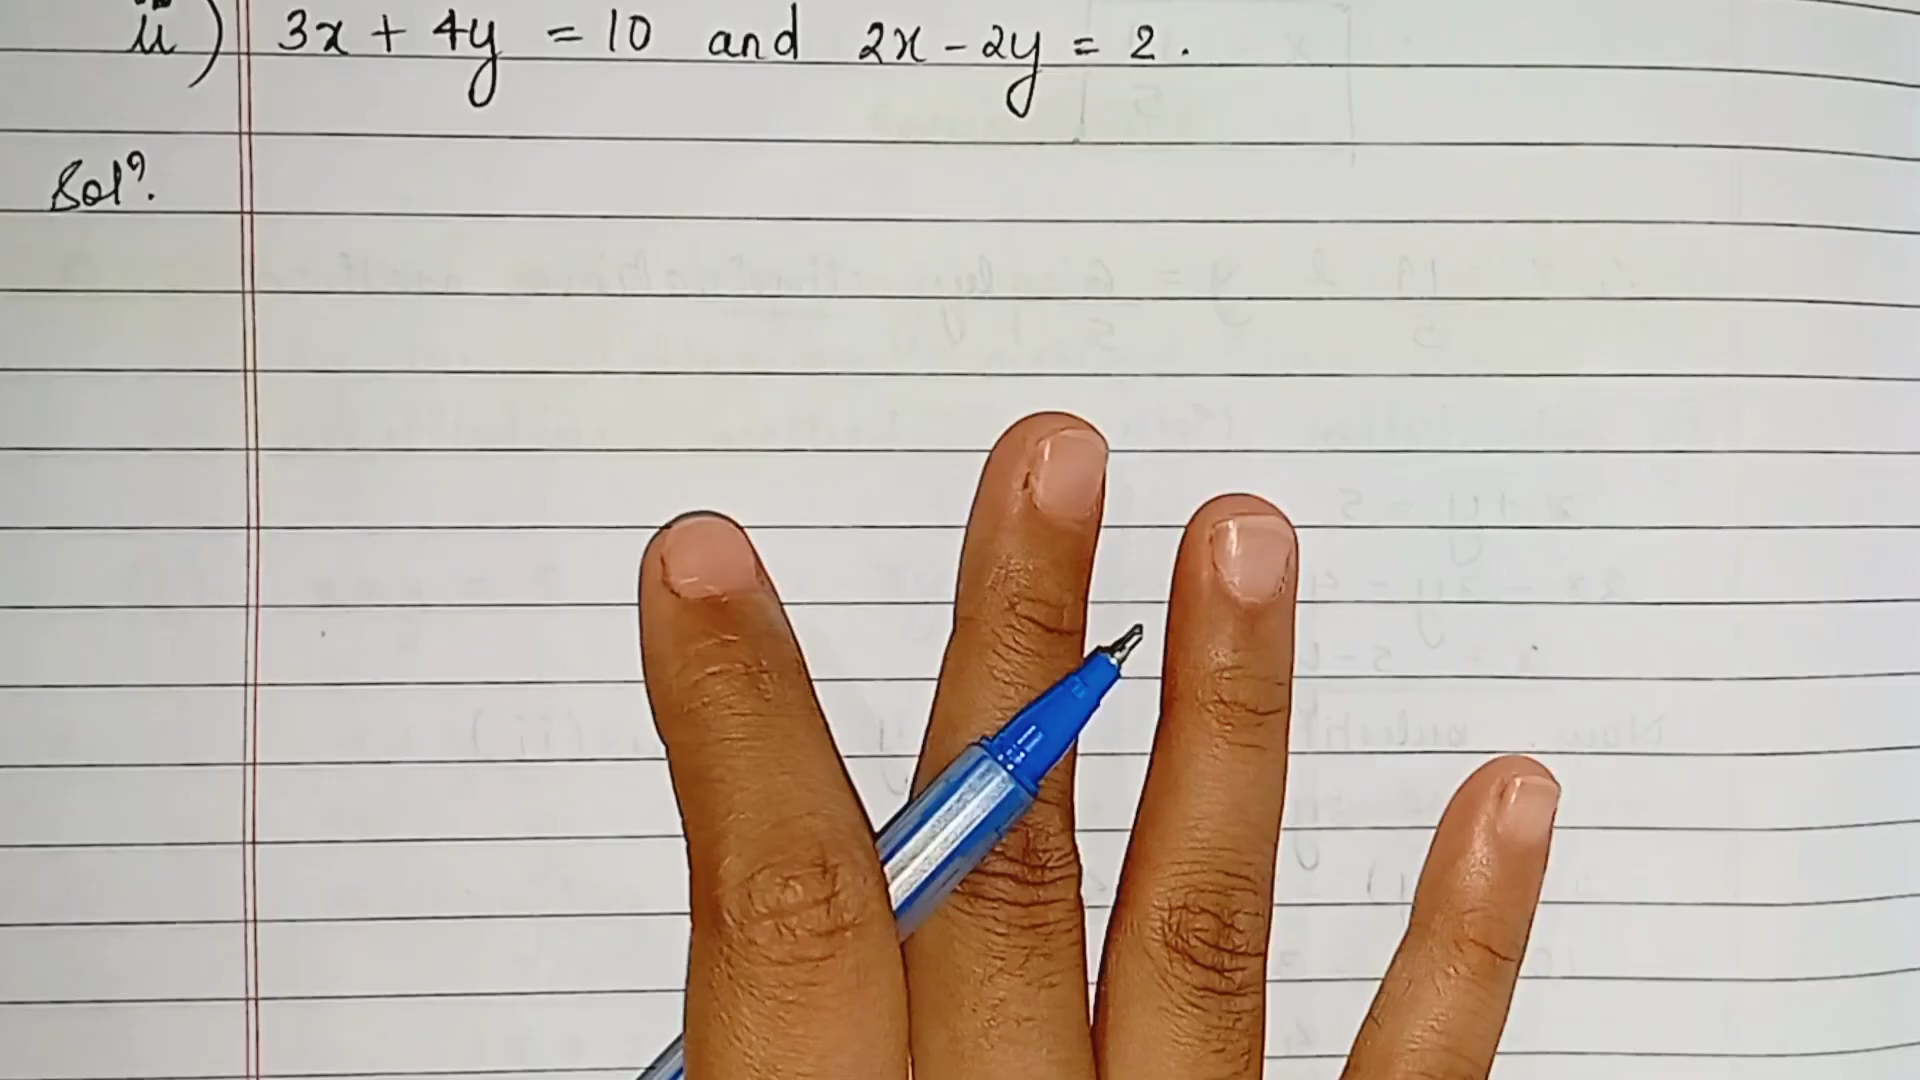 ii) 3x + 4y = 10 and 2x - 2y = 2.
Solⁿ.